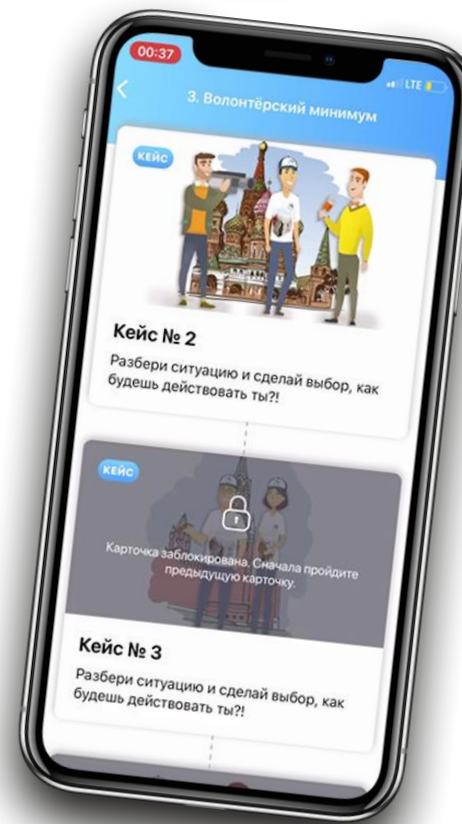 00:37
LTE
3. Волонтёрский минимум
КЕЙС
Кейс № 2
Разбери ситуацию и сделай выбор, как
будешь действовать ты?!
КЕЙС
Карточка заблокирована. Сначала пройдите
предыдущую карточку.
Кейс № 3
Разбери ситуацию и сделай выбор, как
будешь действовать ты?!